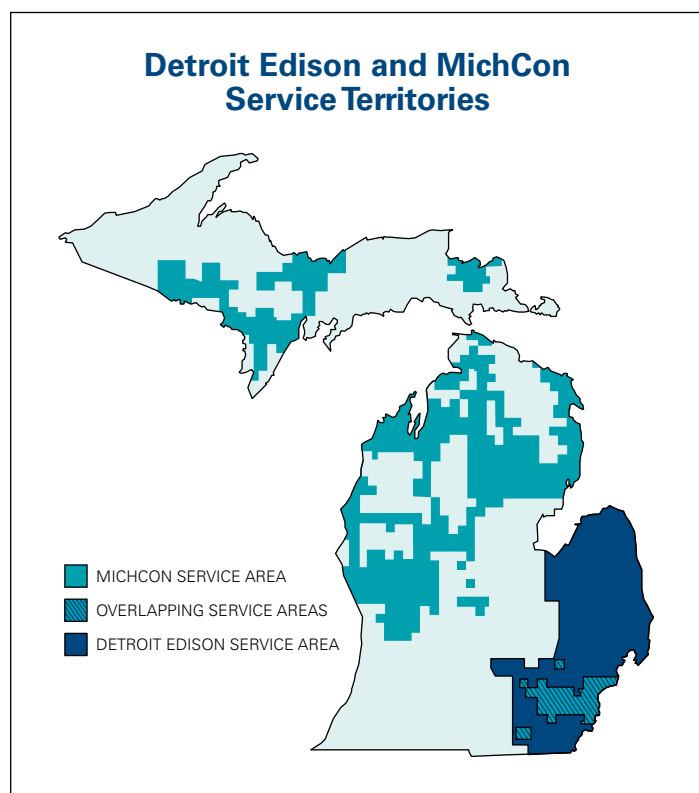 Detroit Edison and MichCon
Service Territories
MICHCON SERVICE AREA
OVERLAPPING SERVICE AREAS
DETROIT EDISON SERVICE AREA